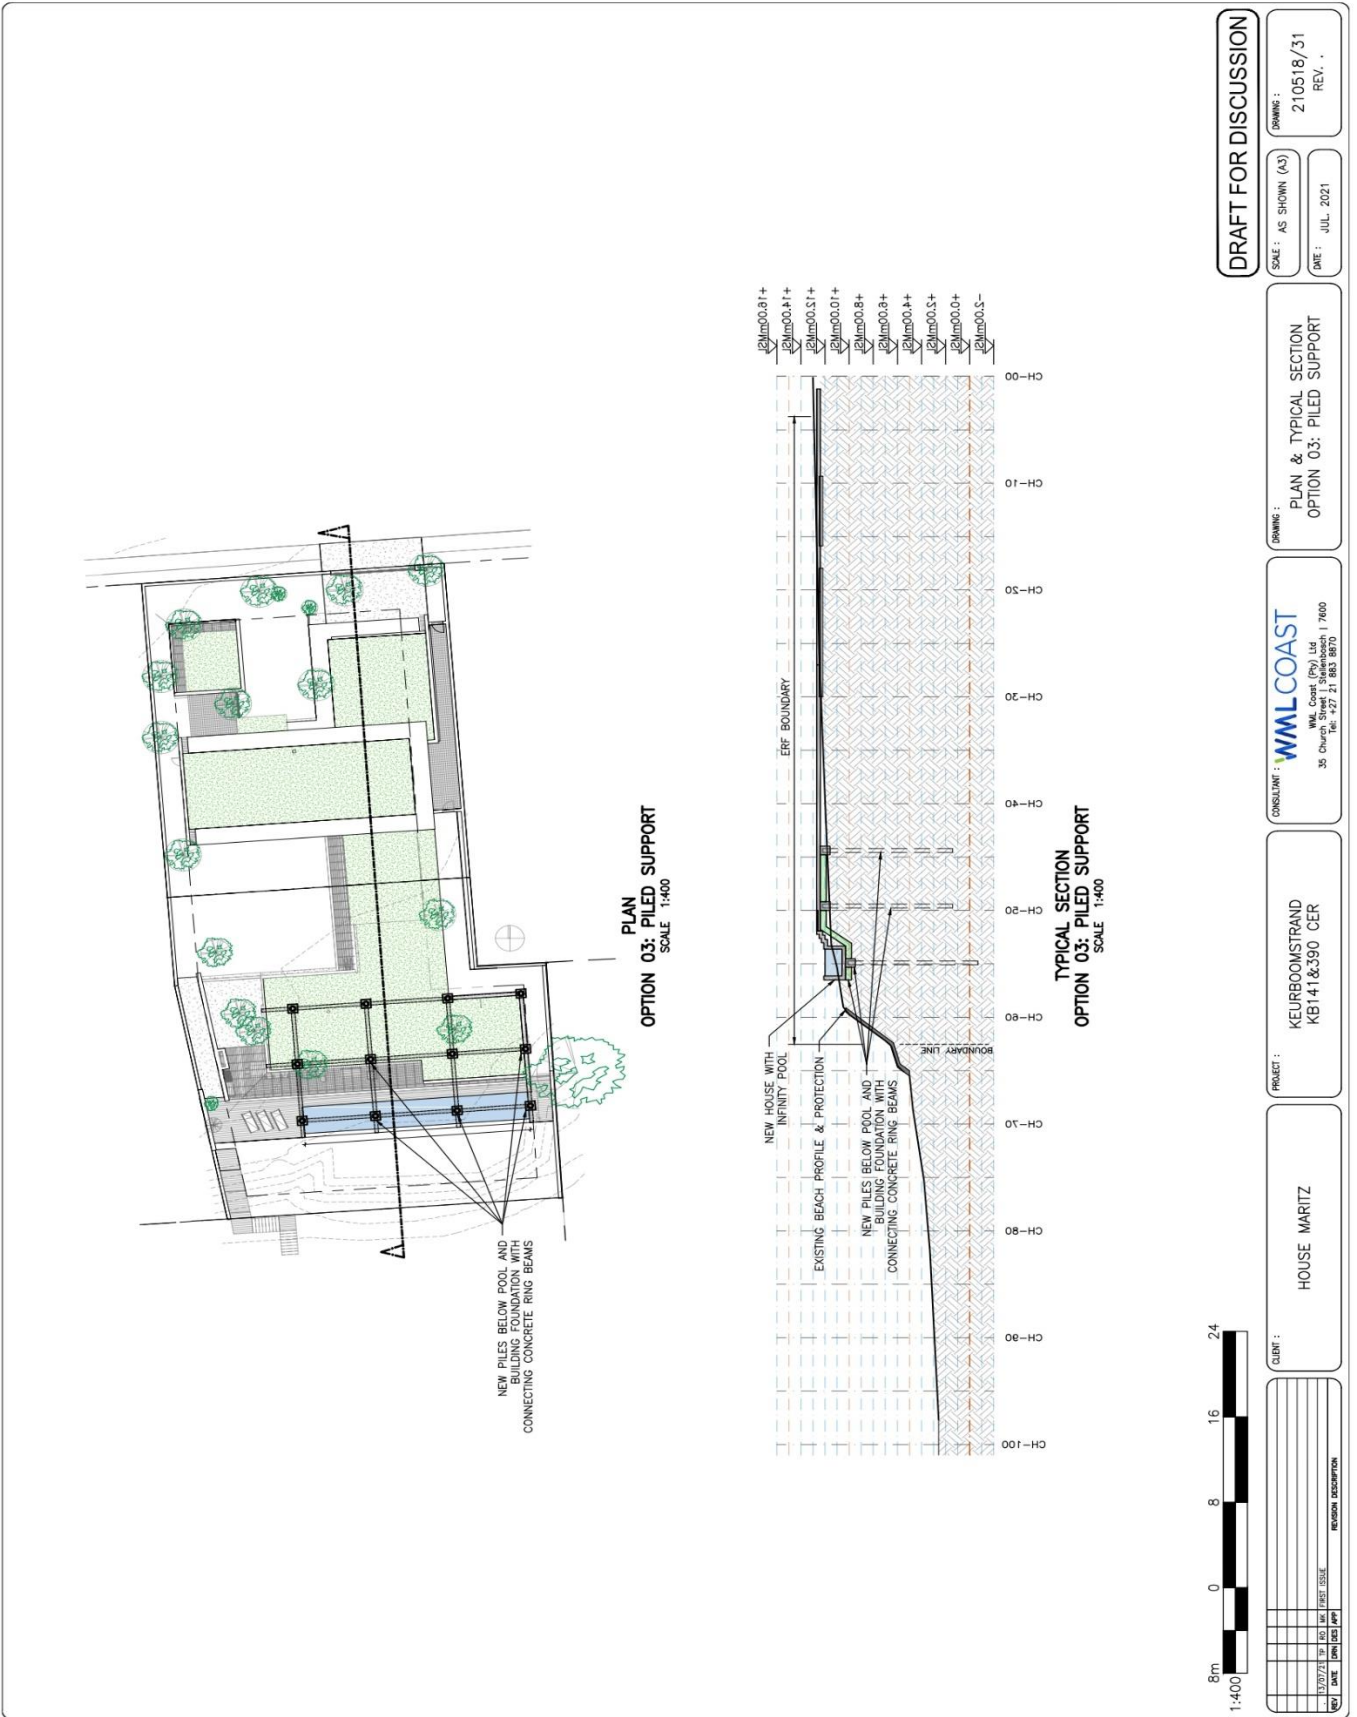 NEW PILES BELOW POOL AND
BUILDING FOUNDATION WITH
CONNECTING CONCRETE RING BEAMS
PLAN
OPTION 03: PILED SUPPORT
SCALE 1:400
+16.00mMSL
+14.00mMSL
+12.00mMSL
+10.00mMSL
+8.00mMSL
+6.00mMSL
+4.00mMSL
+2.00mMSL
+0.00mMSL
-2.00mMSL
ERF BOUNDARY
NEW HOUSE WITH
INFINITY POOL
EXISTING BEACH PROFILE & PROTECTION
NEW PILES BELOW POOL AND
BUILDING FOUNDATION WITH
CONNECTING CONCRETE RING BEAMS
BOUNDARY LINE
CH-00
CH-10
CH-20
CH-30
CH-40
CH-50
CH-60
CH-70
CH-80
CH-90
CH-100
TYPICAL SECTION
OPTION 03: PILED SUPPORT
SCALE 1:400
8m 0 8 16 24
1:400
DRAFT FOR DISCUSSION
REV DATE DRN DES APP REVISION DESCRIPTION
. 13/07/21 TP RO MK FIRST ISSUE
CLIENT :
HOUSE MARITZ
PROJECT :
KEURBOOMSTRAND
KB141&390 CER
CONSULTANT :
WMLCOAST
WML Coast (Pty) Ltd
35 Church Street | Stellenbosch | 7600
Tel: +27 21 883 8870
DRAWING :
PLAN & TYPICAL SECTION
OPTION 03: PILED SUPPORT
SCALE : AS SHOWN (A3)
DATE : JUL. 2021
DRAWING :
210518/31
REV. .